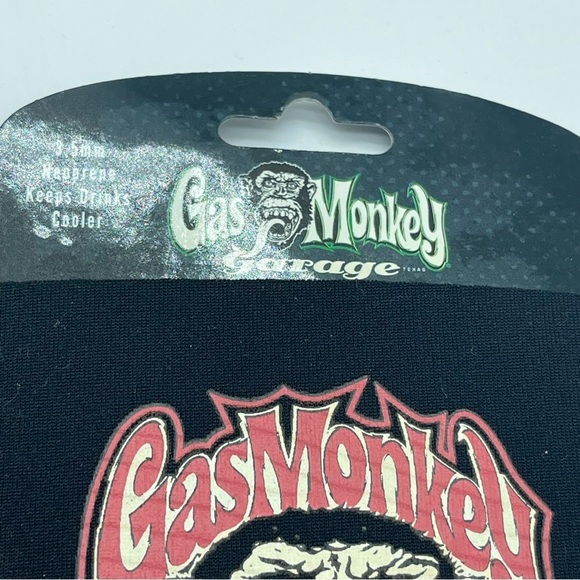 3.5mm
Neoprene
Keeps Drinks
Cooler
Gas Monkey
garage TEXAS
GasMonkey